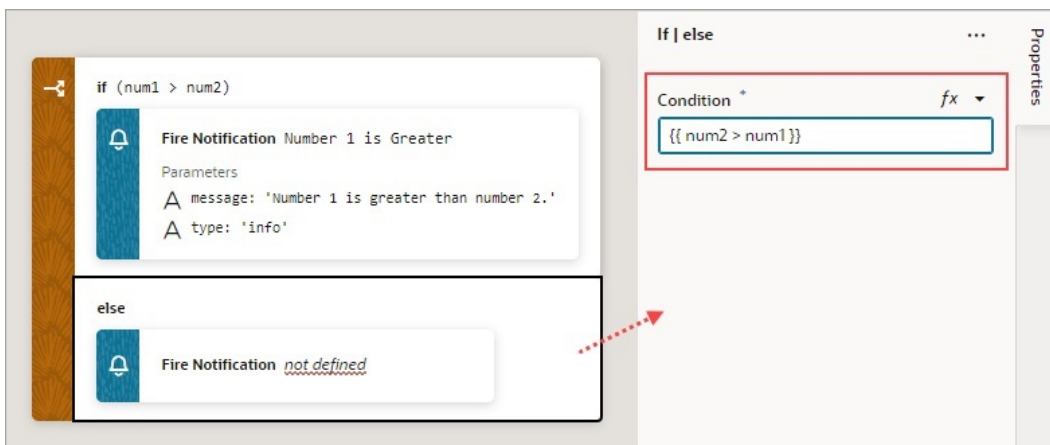 if (num1 > num2)
Fire Notification Number 1 is Greater
Parameters
A message: 'Number 1 is greater than number 2.'
A type: 'info'
else
Fire Notification not defined
If | else
...
Condition *
fx
{{ num2 > num1 }}
Properties